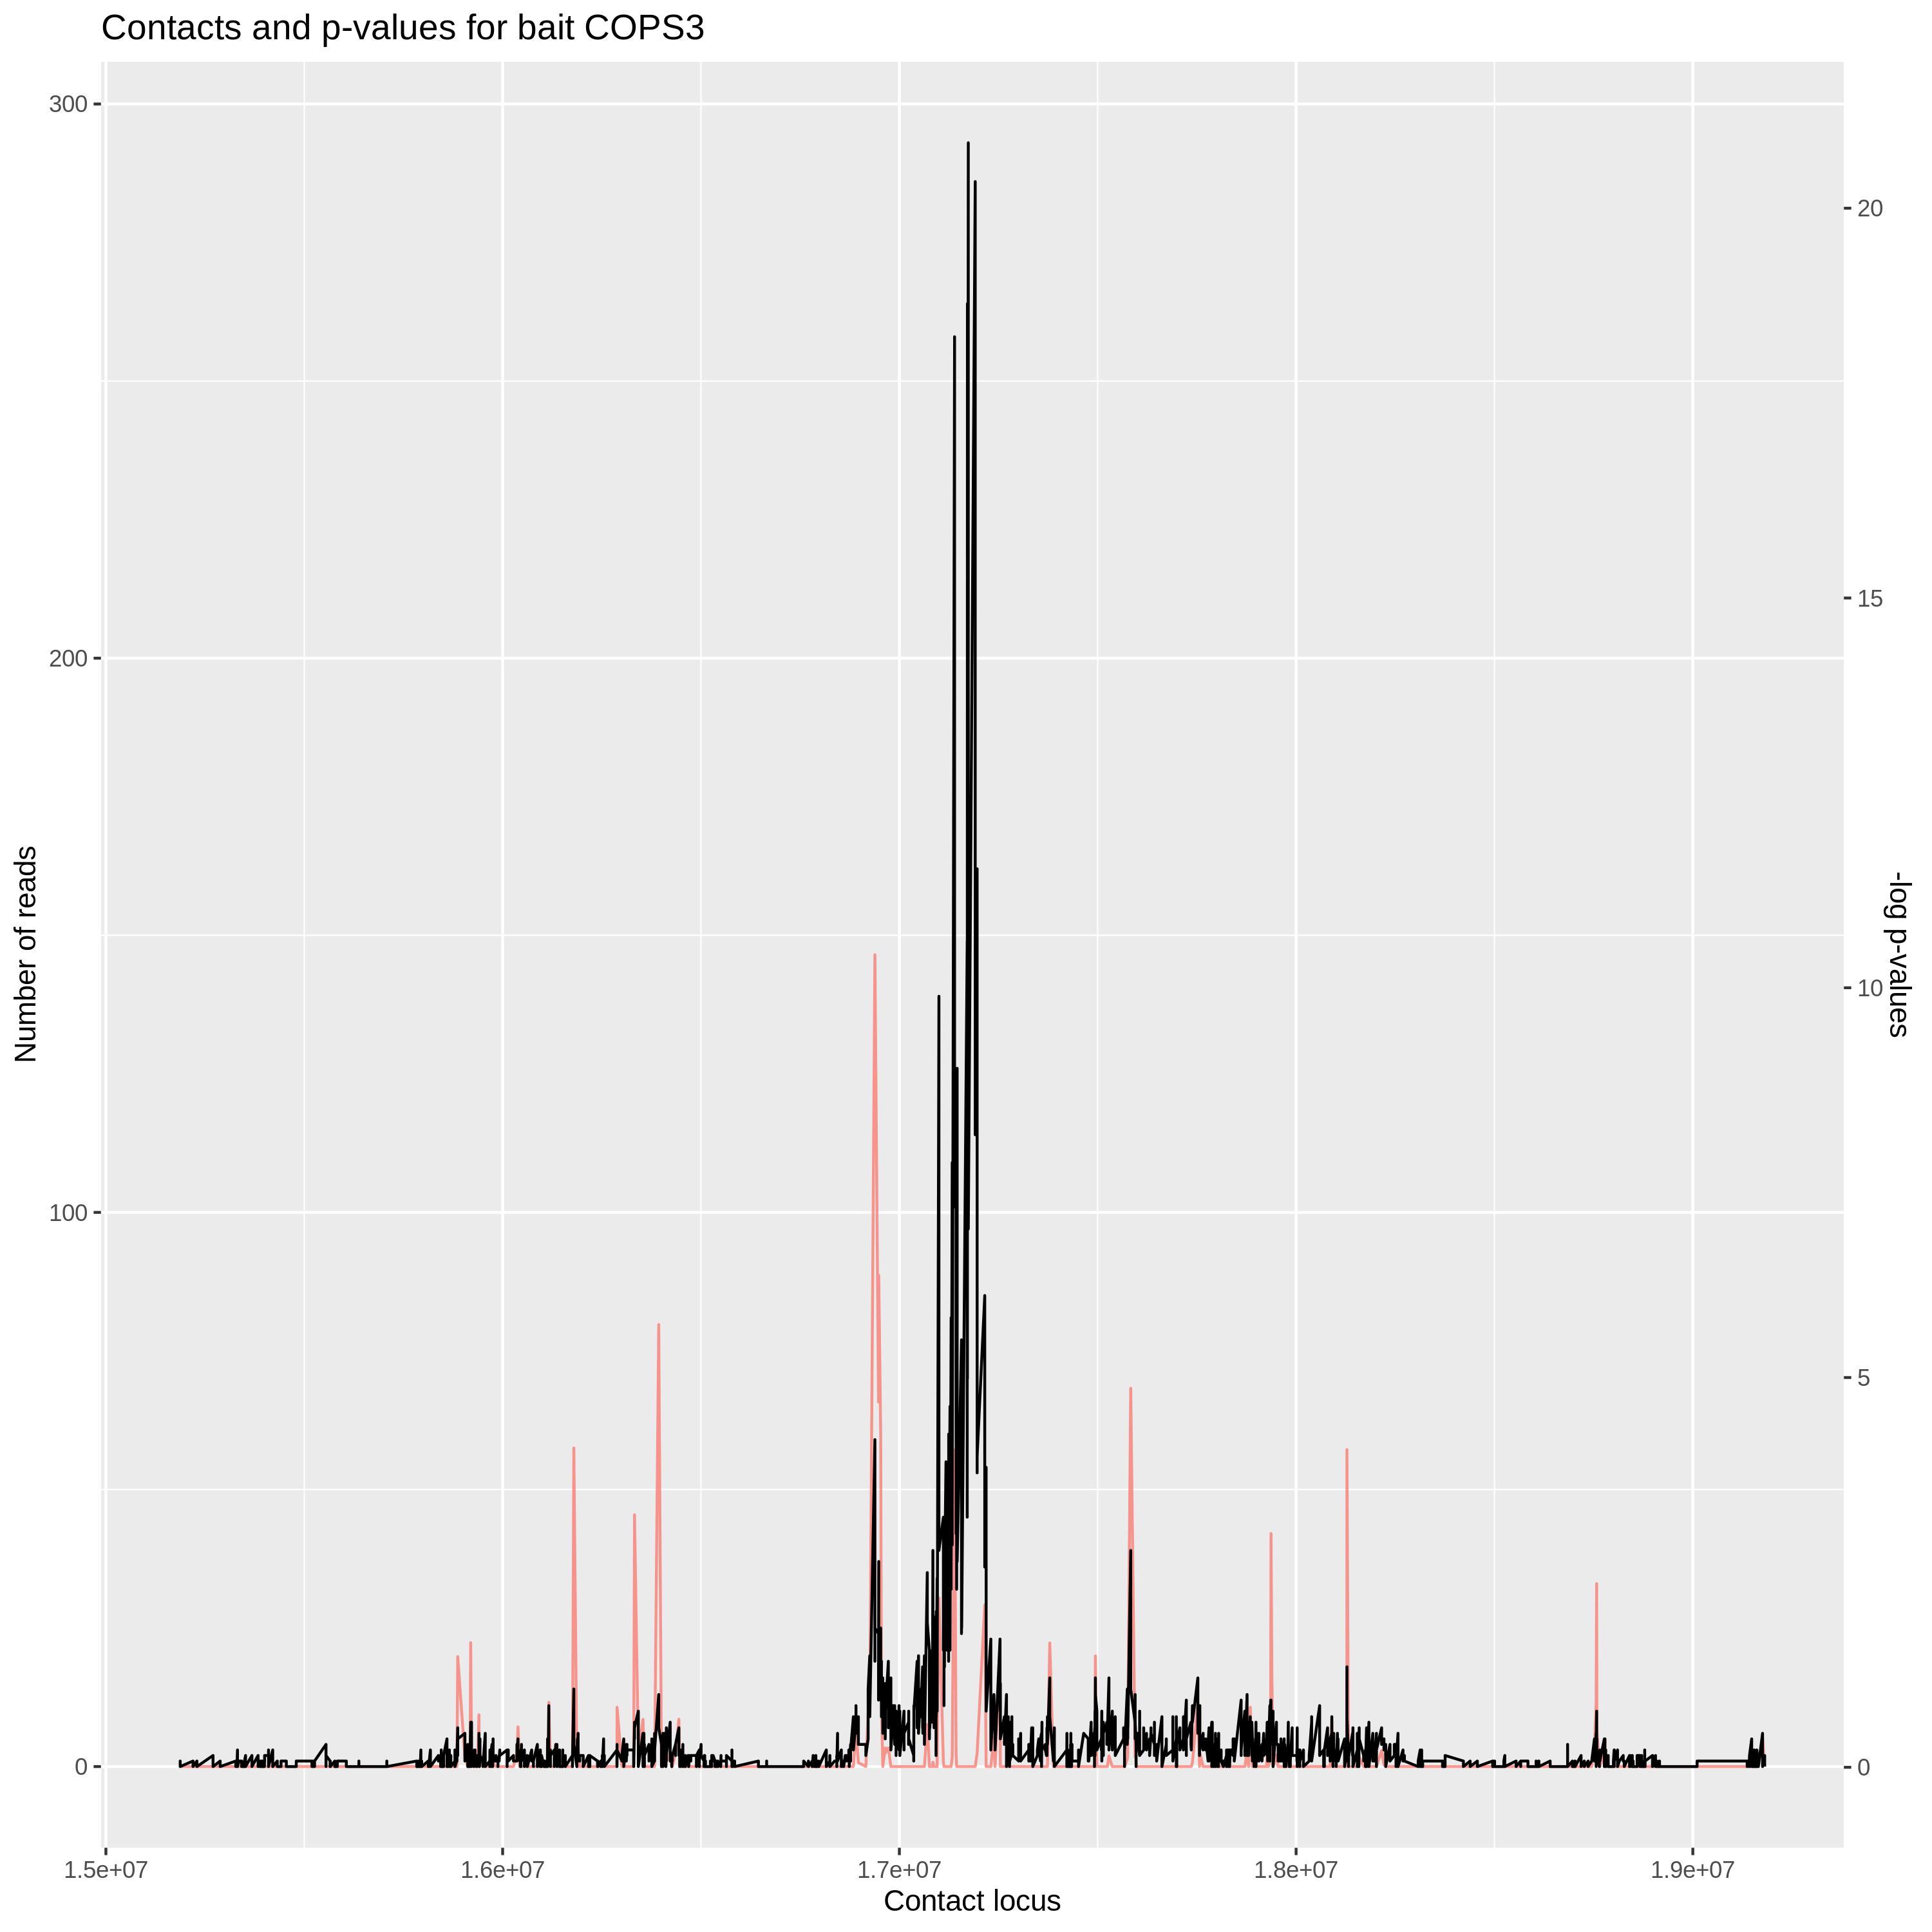 Contacts and p-values for bait COPS3
300
200
100
0
Number of reads
20
15
10
5
0
-log p-values
1.5e+07 1.6e+07 1.7e+07 1.8e+07 1.9e+07
Contact locus